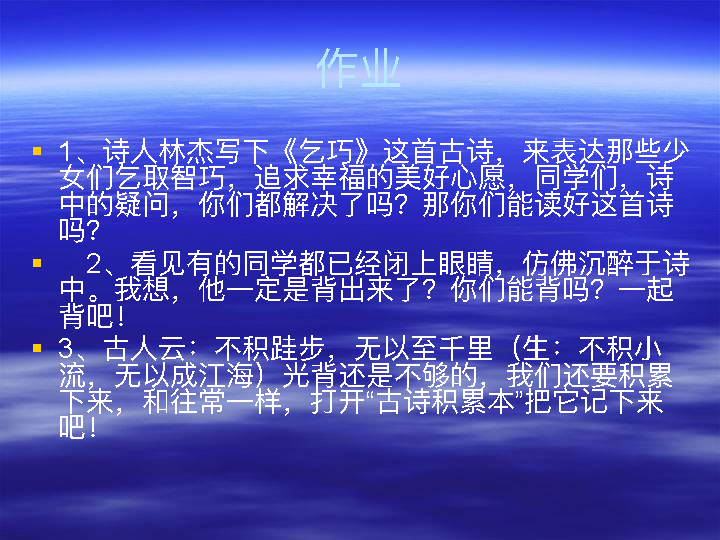 作业
1、诗人林杰写下《乞巧》这首古诗，来表达那些少
女们乞取智巧，追求幸福的美好心愿，同学们，诗
中的疑问，你们都解决了吗？那你们能读好这首诗
吗？
2、看见有的同学都已经闭上眼睛，仿佛沉醉于诗
中。我想，他一定是背出来了？你们能背吗？一起
背吧！
3、古人云：不积跬步，无以至千里（生：不积小
流，无以成江海）光背还是不够的，我们还要积累
下来，和往常一样，打开“古诗积累本”把它记下来
吧！